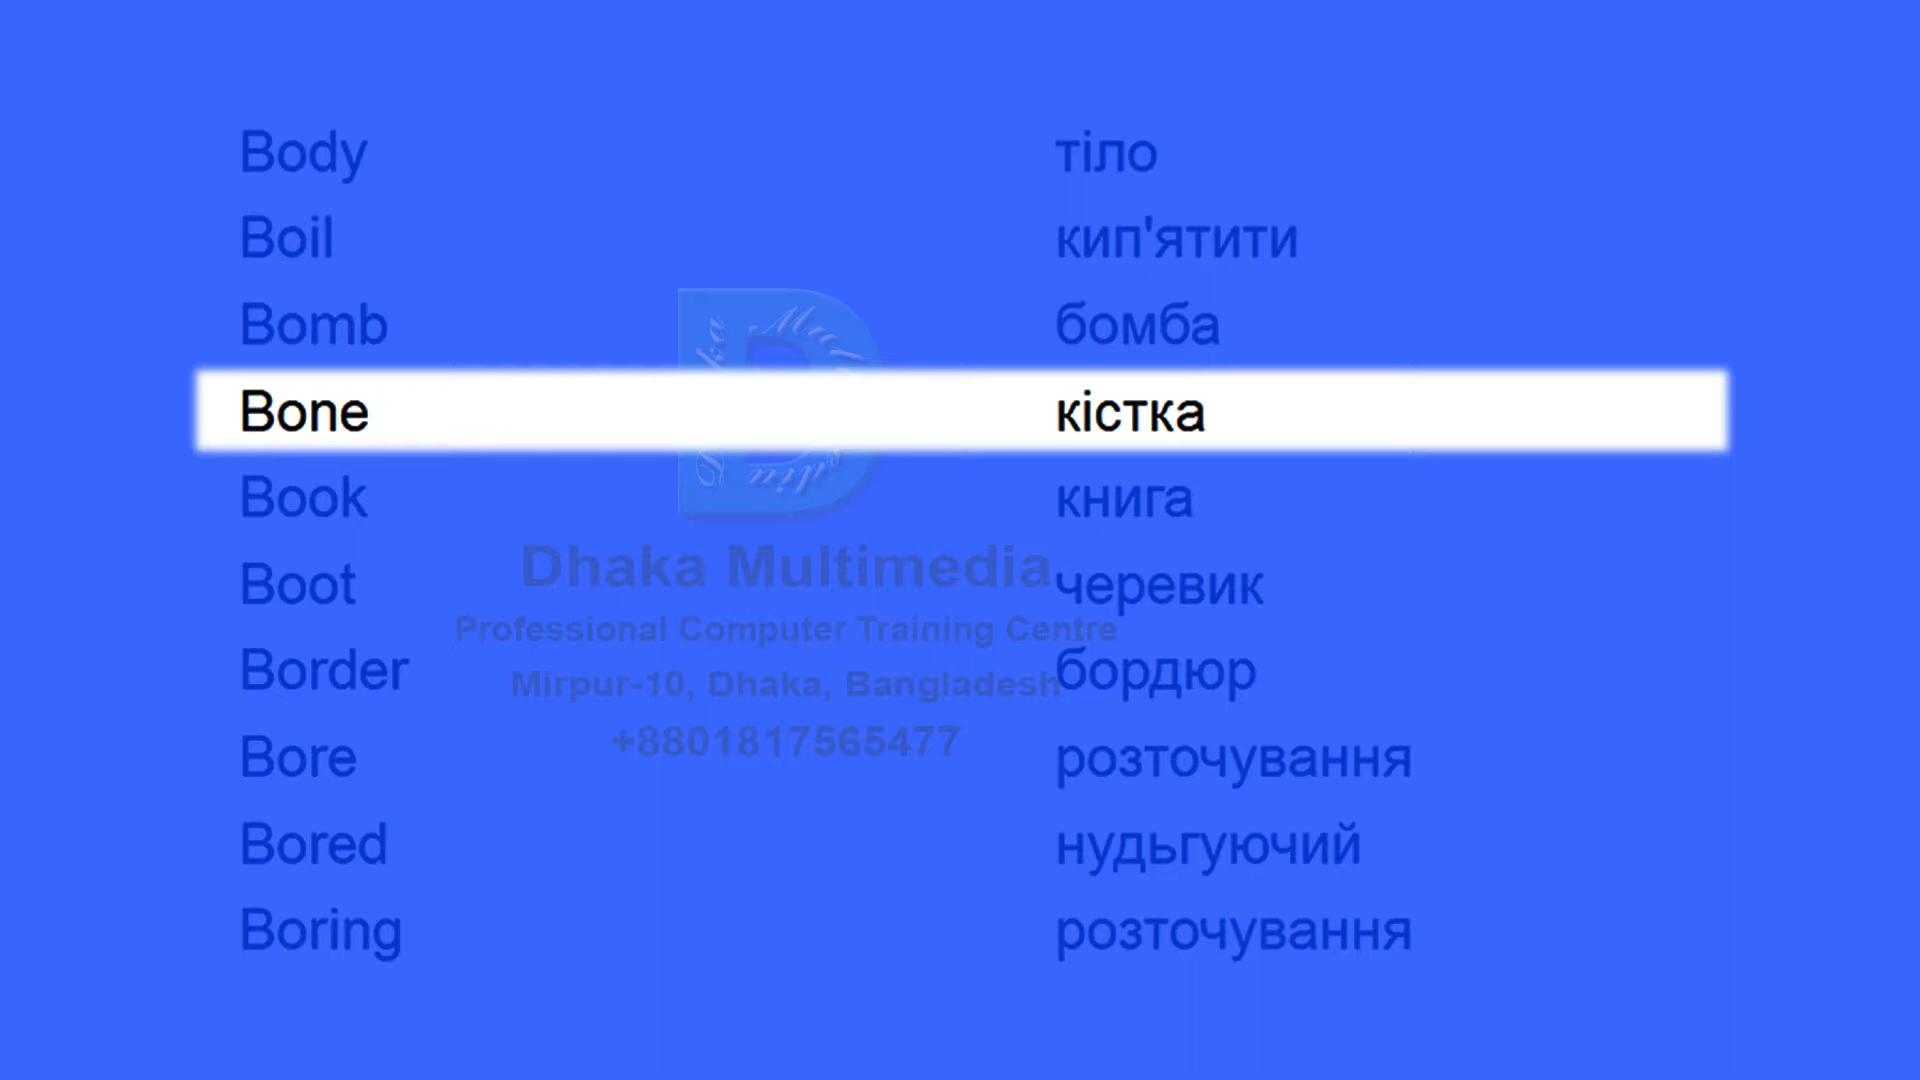 Body тіло
Boil кип'ятити
Bomb бомба
Bone кістка
Book книга
Boot черевик
Border бордюр
Bore розточування
Bored нудьгуючий
Boring розточування
Dhaka Multimedia
Professional Computer Training Centre
Mirpur-10, Dhaka, Bangladesh
+8801817565477